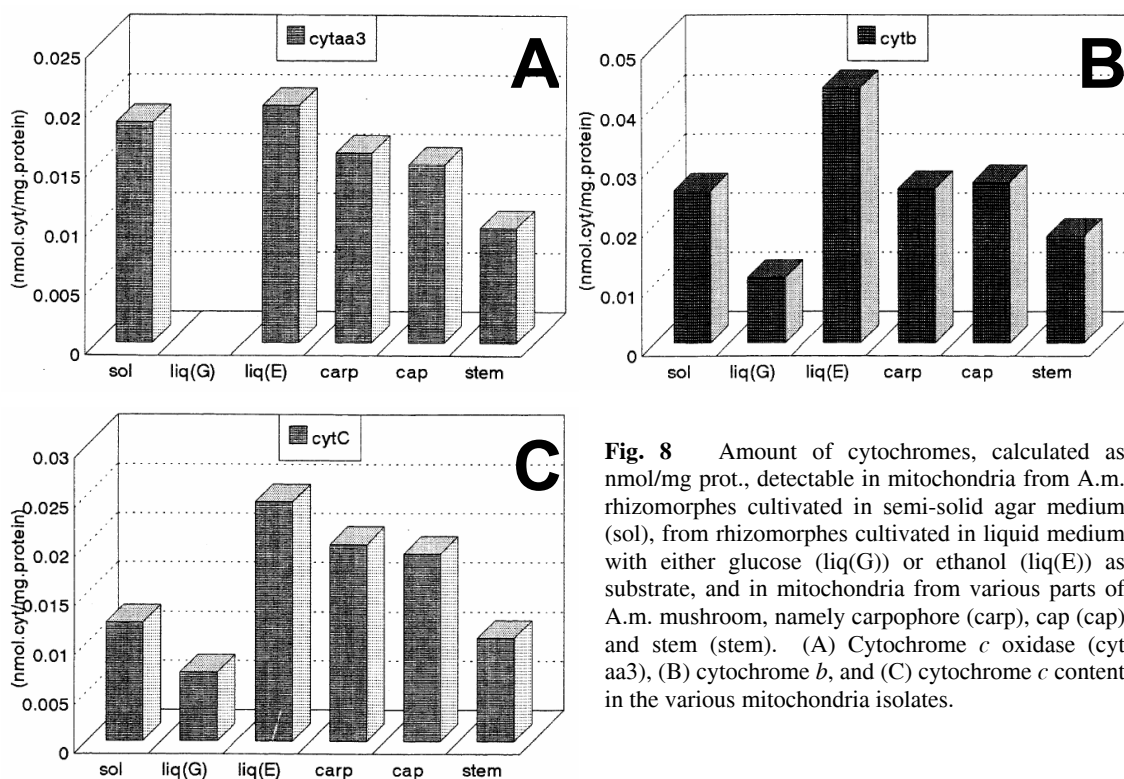 cytaa3
A
0.025
0.02
0.015
0.01
0.005
0
(nmol.cyt/mg.protein)
sol liq(G) liq(E) carp cap stem
cytb
B
0.05
0.04
0.03
0.02
0.01
0
(nmol.cyt/mg.protein)
sol liq(G) liq(E) carp cap stem
cytC
C
0.03
0.025
0.02
0.015
0.01
0.005
0
(nmol.cyt/mg.protein)
sol liq(G) liq(E) carp cap stem
Fig. 8 Amount of cytochromes, calculated as
nmol/mg prot., detectable in mitochondria from A.m.
rhizomorphes cultivated in semi-solid agar medium
(sol), from rhizomorphes cultivated in liquid medium
with either glucose (liq(G)) or ethanol (liq(E)) as
substrate, and in mitochondria from various parts of
A.m. mushroom, namely carpophore (carp), cap (cap)
and stem (stem). (A) Cytochrome c oxidase (cyt
aa3), (B) cytochrome b, and (C) cytochrome c content
in the various mitochondria isolates.